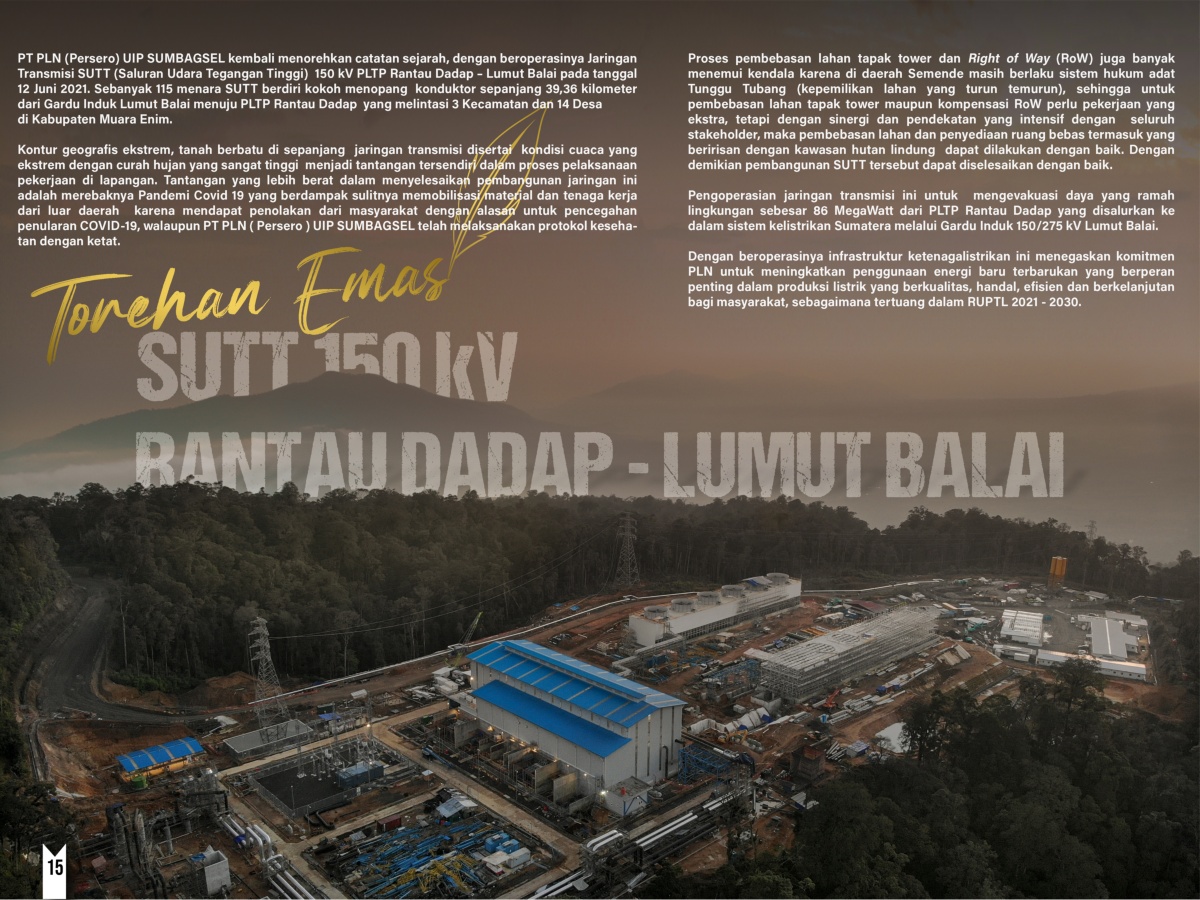 PT PLN (Persero) UIP SUMBAGSEL kembali menorehkan catatan sejarah, dengan beroperasinya Jaringan
Transmisi SUTT (Saluran Udara Tegangan Tinggi) 150 kV PLTP Rantau Dadap – Lumut Balai pada tanggal
12 Juni 2021. Sebanyak 115 menara SUTT berdiri kokoh menopang konduktor sepanjang 39,36 kilometer
dari Gardu Induk Lumut Balai menuju PLTP Rantau Dadap yang melintasi 3 Kecamatan dan 14 Desa
di Kabupaten Muara Enim.
Kontur geografis ekstrem, tanah berbatu di sepanjang jaringan transmisi disertai kondisi cuaca yang
ekstrem dengan curah hujan yang sangat tinggi menjadi tantangan tersendiri dalam proses pelaksanaan
pekerjaan di lapangan. Tantangan yang lebih berat dalam menyelesaikan pembangunan jaringan ini
adalah merebaknya Pandemi Covid 19 yang berdampak sulitnya memobilisasi material dan tenaga kerja
dari luar daerah karena mendapat penolakan dari masyarakat dengan alasan untuk pencegahan
penularan COVID-19, walaupun PT PLN ( Persero ) UIP SUMBAGSEL telah melaksanakan protokol keseha-
tan dengan ketat.
Torehan Emas
SUTT 150 kV
RANTAU DADAP - LUMUT BALAI
Proses pembebasan lahan tapak tower dan Right of Way (RoW) juga banyak
menemui kendala karena di daerah Semende masih berlaku sistem hukum adat
Tunggu Tubang (kepemilikan lahan yang turun temurun), sehingga untuk
pembebasan lahan tapak tower maupun kompensasi RoW perlu pekerjaan yang
ekstra, tetapi dengan sinergi dan pendekatan yang intensif dengan seluruh
stakeholder, maka pembebasan lahan dan penyediaan ruang bebas termasuk yang
beririsan dengan kawasan hutan lindung dapat dilakukan dengan baik. Dengan
demikian pembangunan SUTT tersebut dapat diselesaikan dengan baik.
Pengoperasian jaringan transmisi ini untuk mengevakuasi daya yang ramah
lingkungan sebesar 86 MegaWatt dari PLTP Rantau Dadap yang disalurkan ke
dalam sistem kelistrikan Sumatera melalui Gardu Induk 150/275 kV Lumut Balai.
Dengan beroperasinya infrastruktur ketenagalistrikan ini menegaskan komitmen
PLN untuk meningkatkan penggunaan energi baru terbarukan yang berperan
penting dalam produksi listrik yang berkualitas, handal, efisien dan berkelanjutan
bagi masyarakat, sebagaimana tertuang dalam RUPTL 2021 - 2030.
15